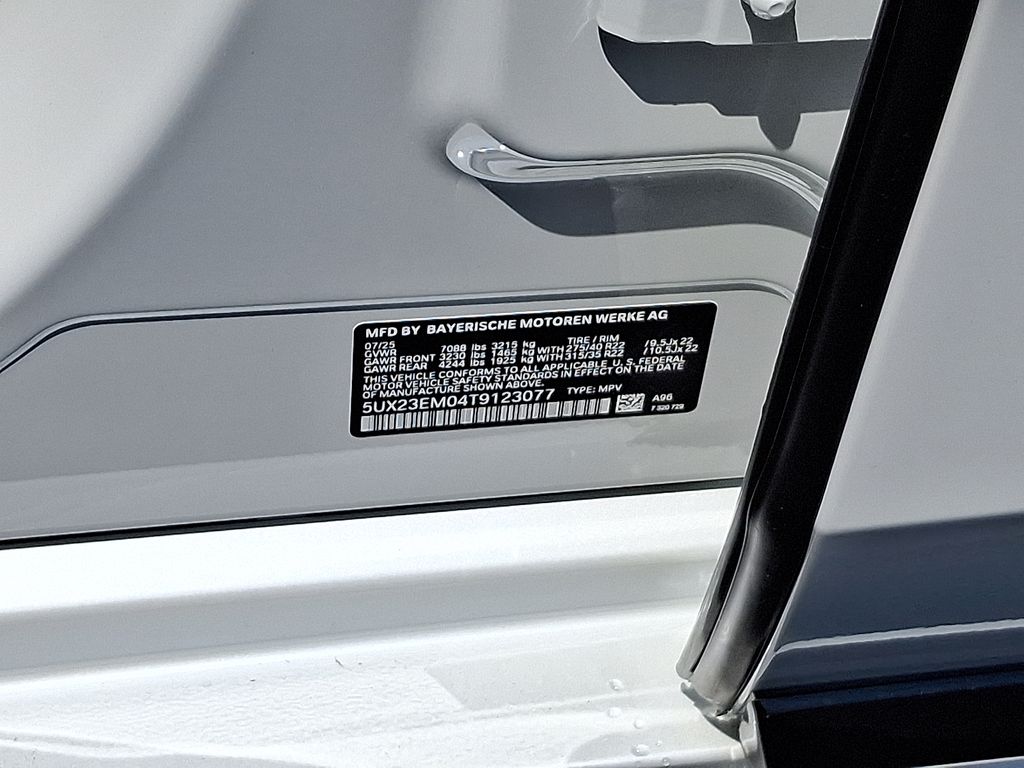 MFD BY BAYERISCHE MOTOREN WERKE AG
07/25 TIRE / RIM
GVWR 7088 lbs 3215 kg
GAWR FRONT 3230 lbs 1465 kg WITH 275/40 R22 / 9.5Jx22
GAWR REAR 4244 lbs 1925 kg WITH 315/35 R22 / 10.5Jx22
THIS VEHICLE CONFORMS TO ALL APPLICABLE U.S. FEDERAL
MOTOR VEHICLE SAFETY STANDARDS IN EFFECT ON THE DATE
OF MANUFACTURE SHOWN ABOVE.
5UX23EM04T9123077 TYPE: MPV
A96
7 320 729